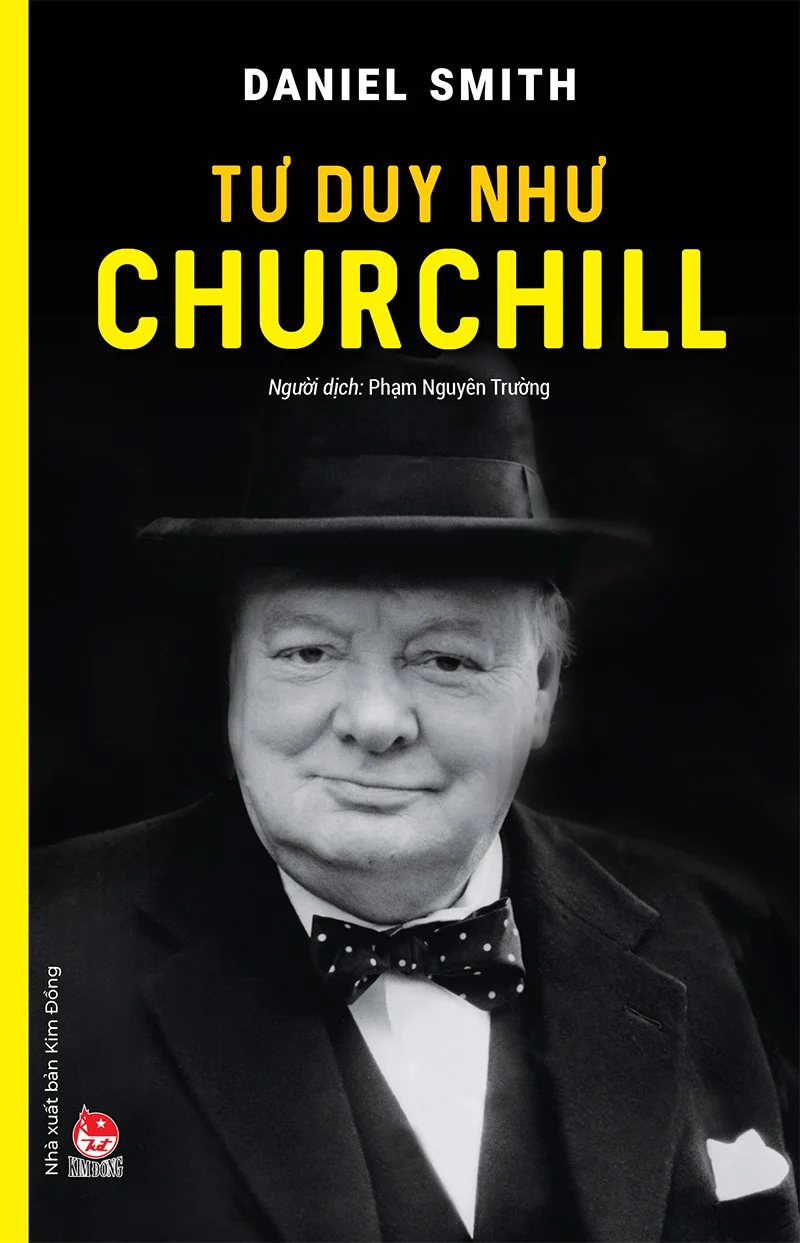 DANIEL SMITH
TƯ DUY NHƯ
CHURCHILL
Người dịch: Phạm Nguyên Trường
Nhà xuất bản Kim Đồng
KIM ĐỒNG